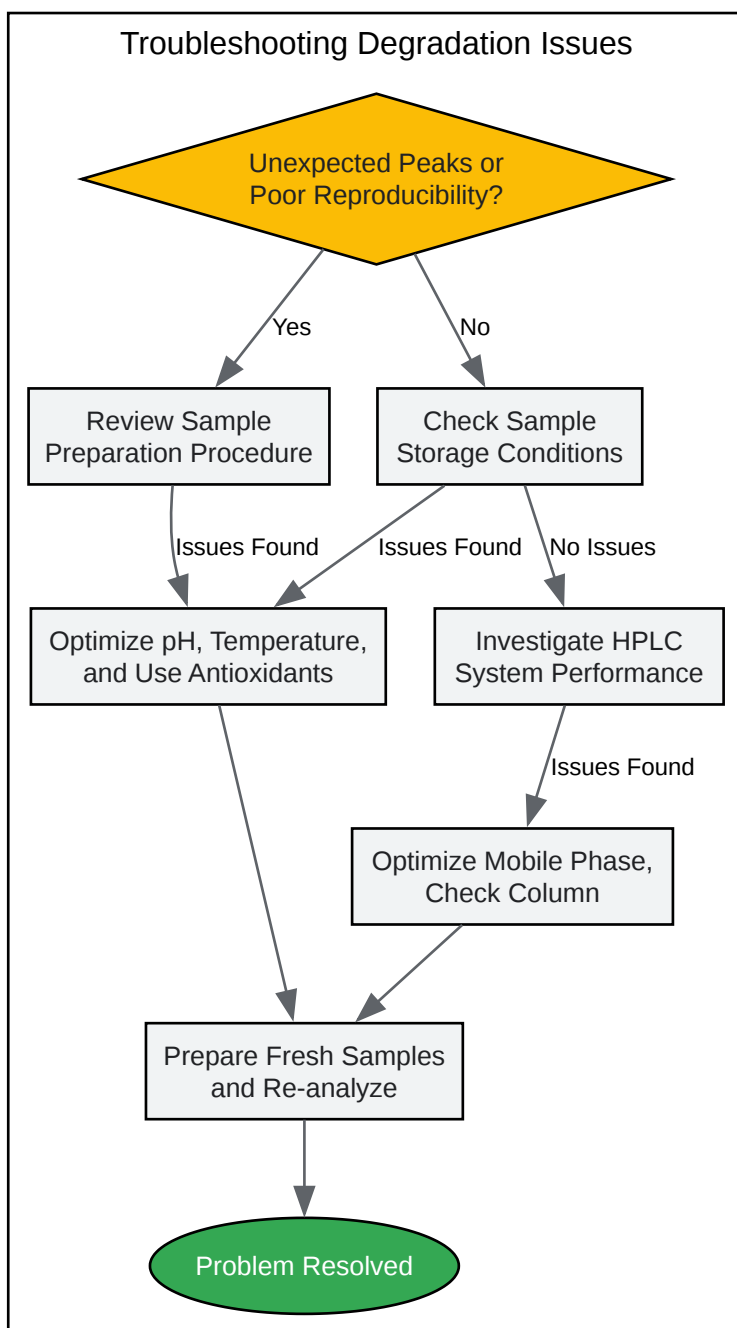 Troubleshooting Degradation Issues
Unexpected Peaks or
Poor Reproducibility?
Yes
No
Review Sample
Preparation Procedure
Check Sample
Storage Conditions
Issues Found
Issues Found
No Issues
Optimize pH, Temperature,
and Use Antioxidants
Investigate HPLC
System Performance
Issues Found
Optimize Mobile Phase,
Check Column
Prepare Fresh Samples
and Re-analyze
Problem Resolved